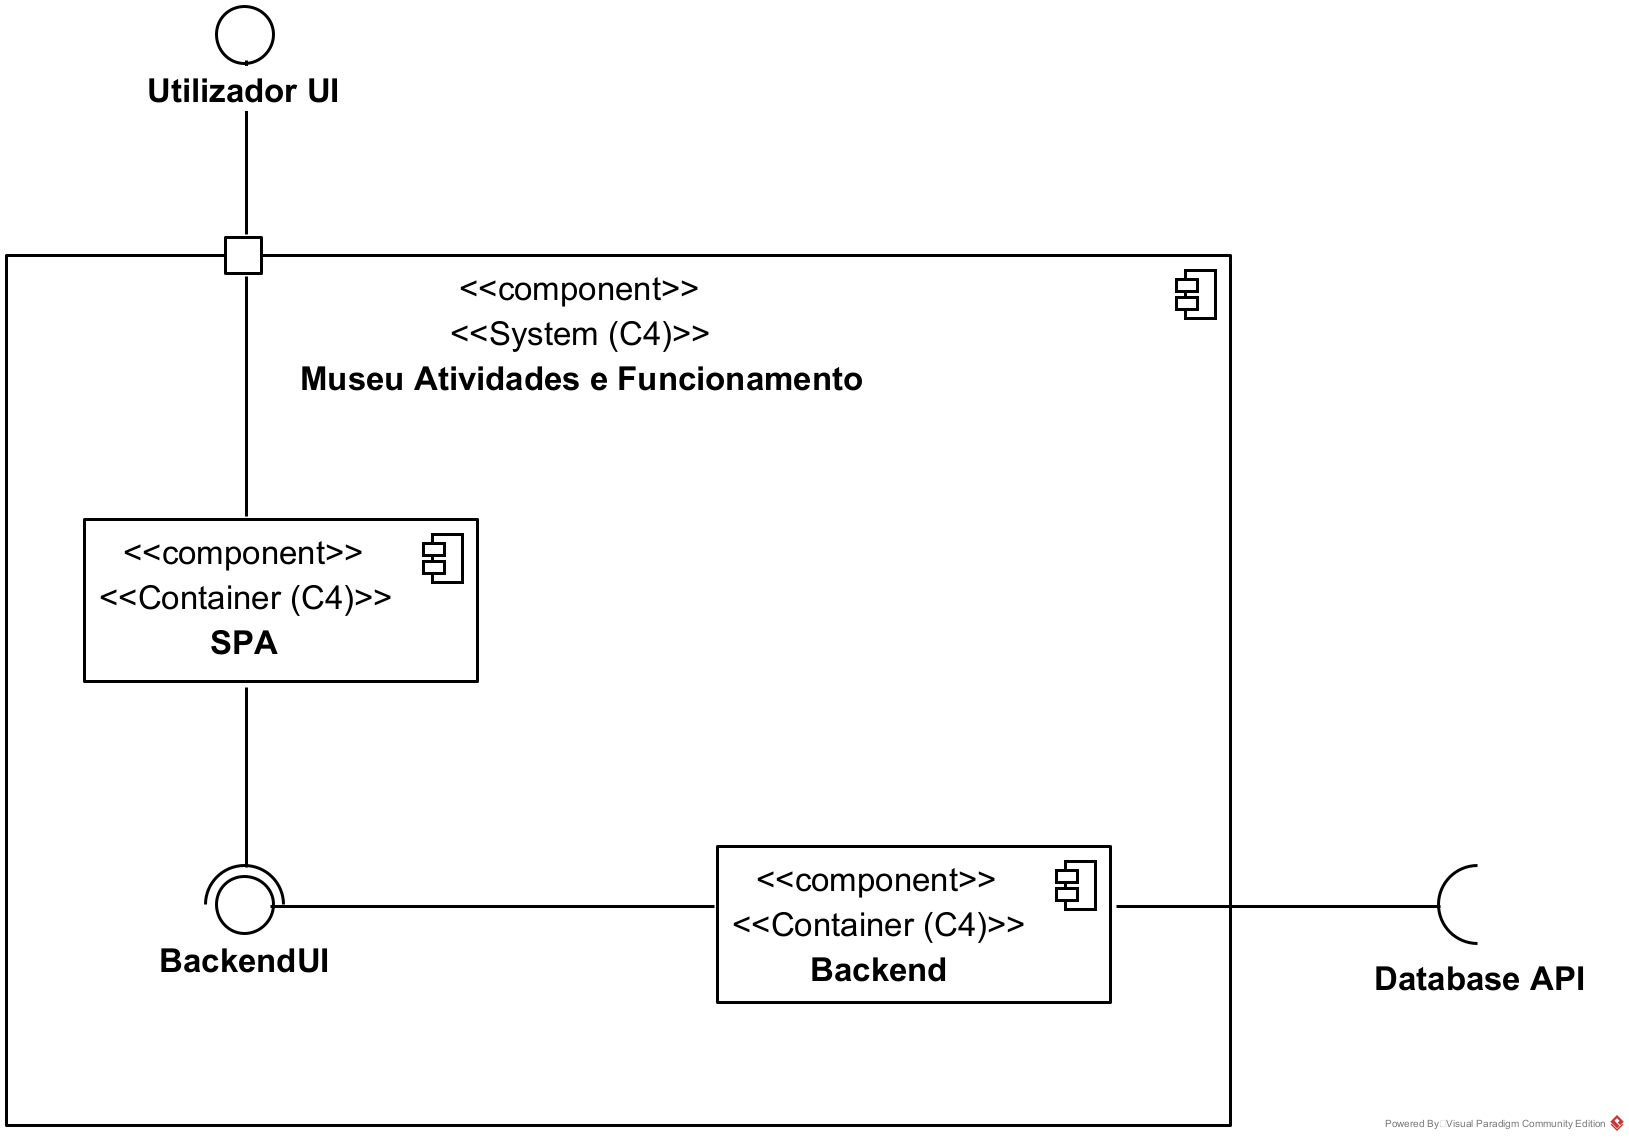 Utilizador UI
<<component>>
<<System (C4)>>
Museu Atividades e Funcionamento
<<component>>
<<Container (C4)>>
SPA
BackendUI
<<component>>
<<Container (C4)>>
Backend
Database API
Powered By Visual Paradigm Community Edition